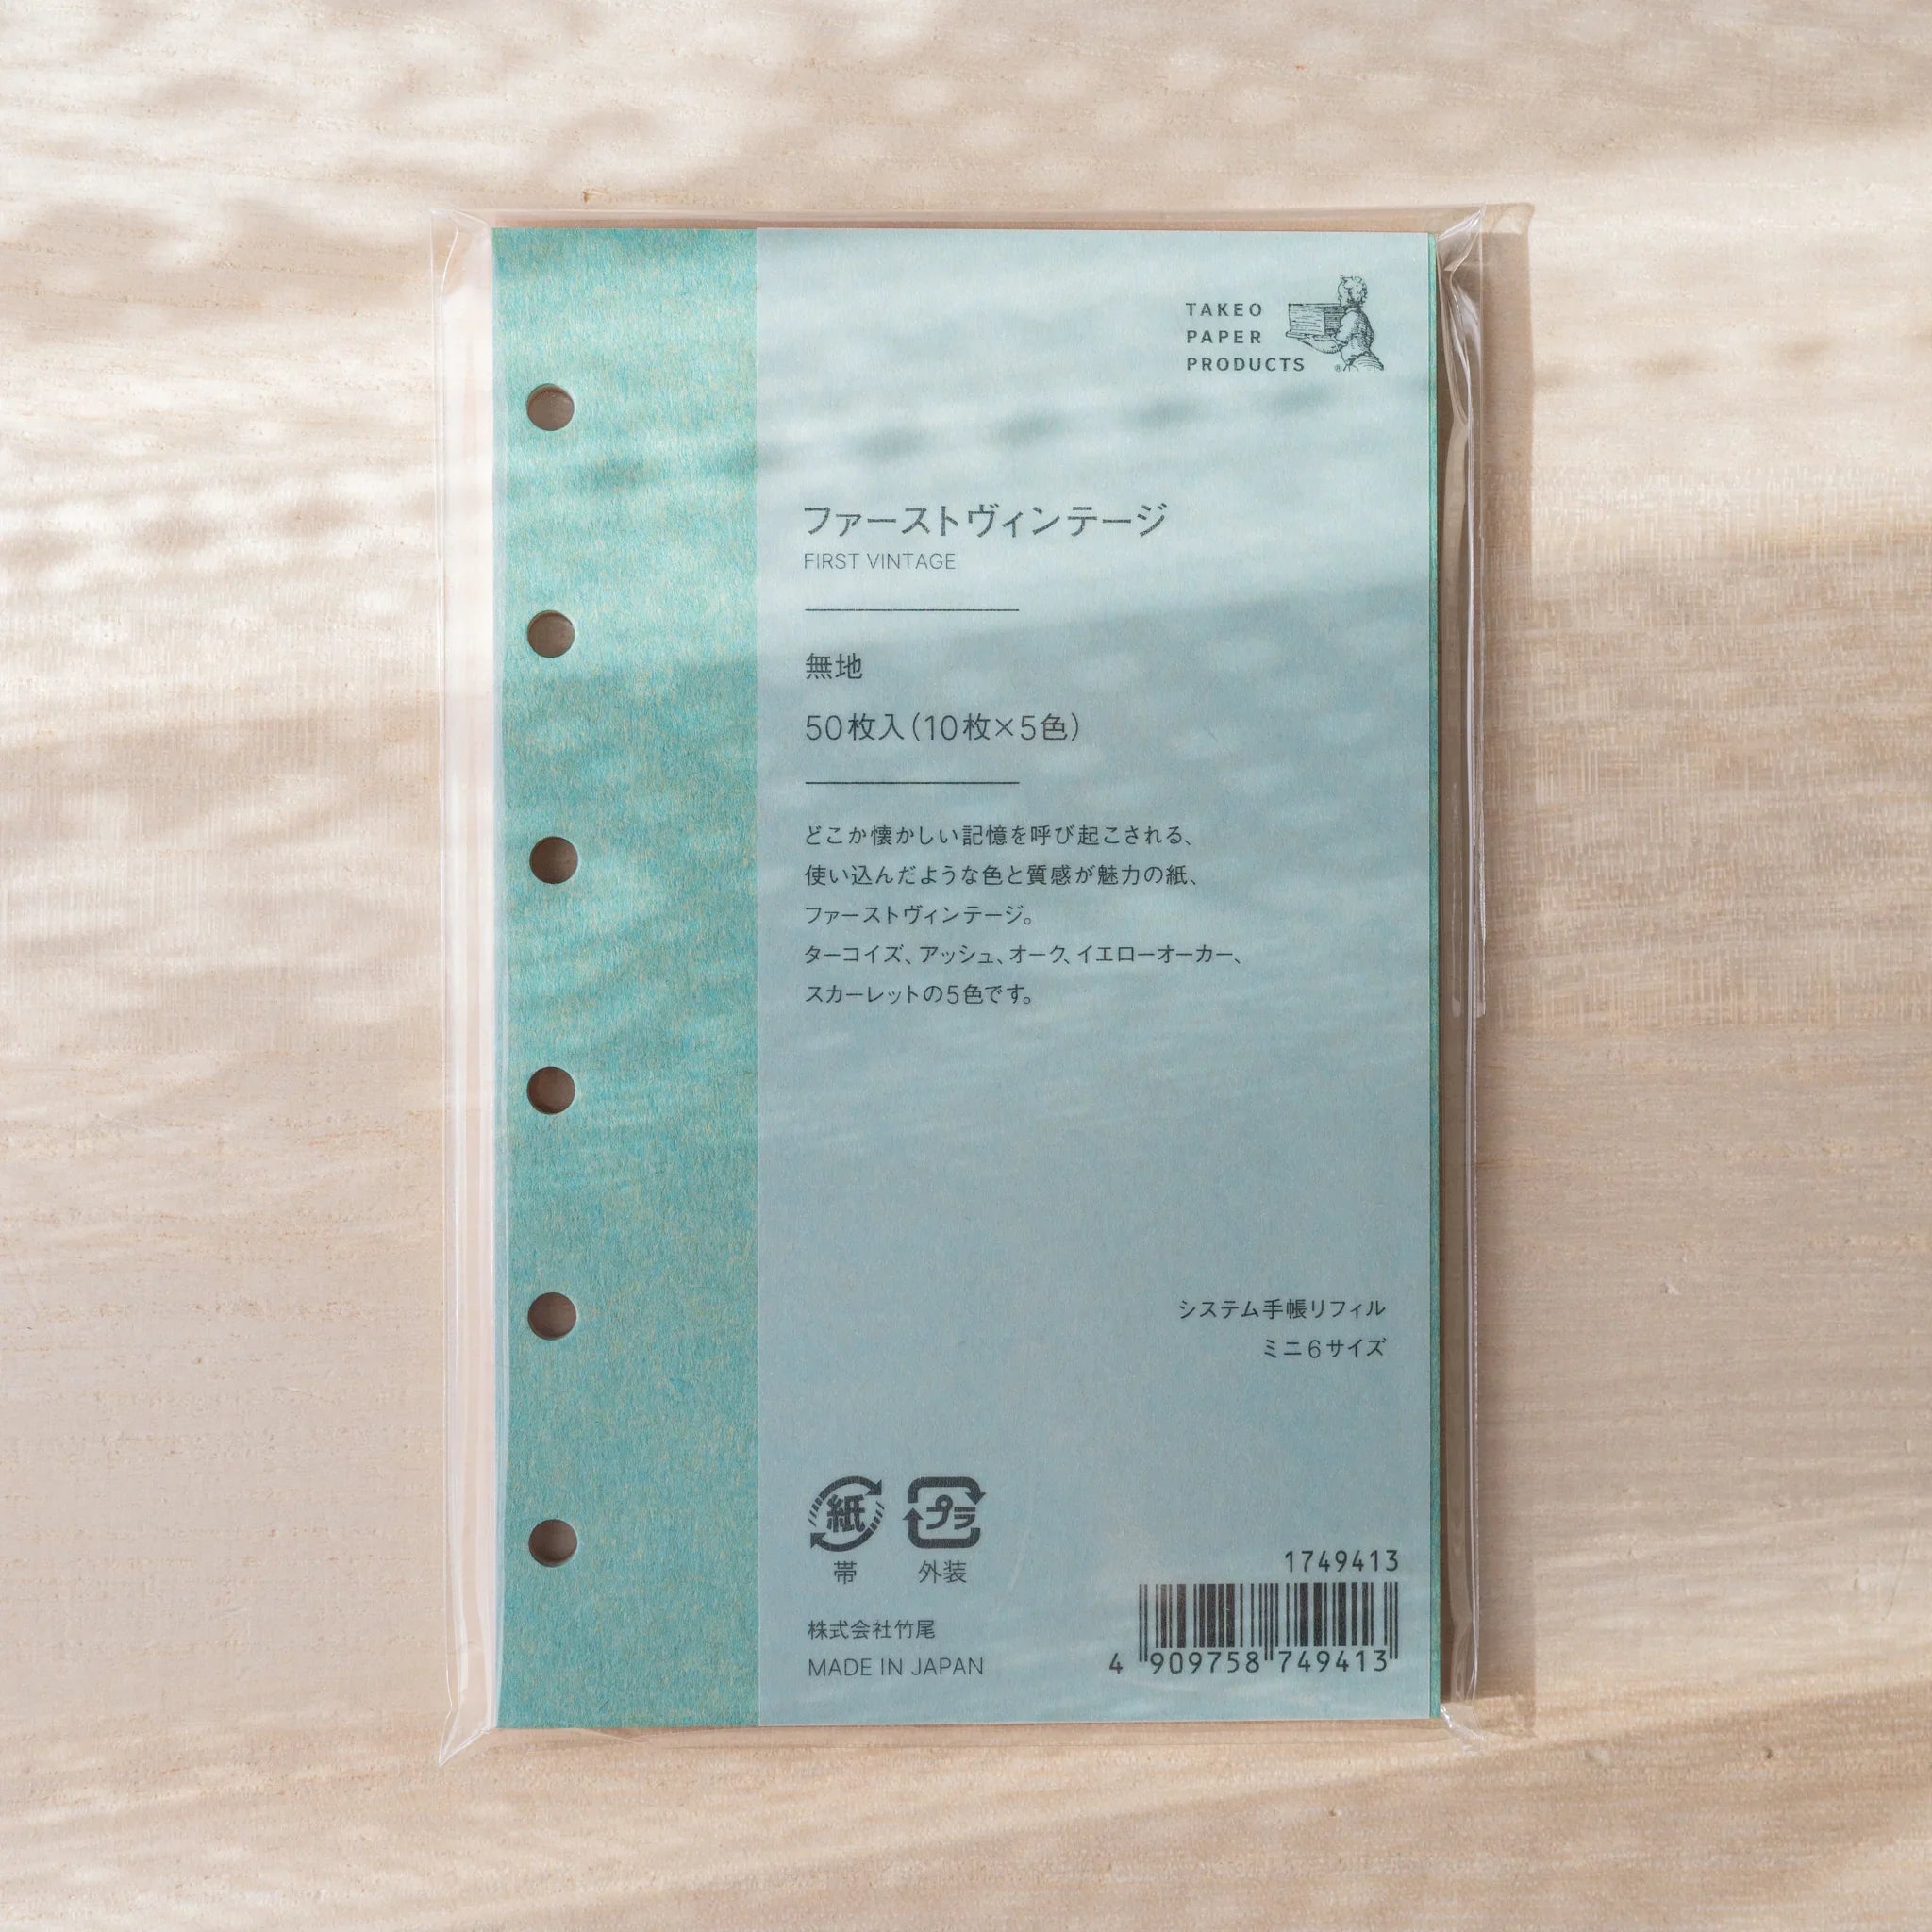 TAKEO
PAPER
PRODUCTS
®
ファーストヴィンテージ
FIRST VINTAGE
無地
50枚入(10枚×5色)
どこか懐かしい記憶を呼び起こされる、
使い込んだような色と質感が魅力の紙、
ファーストヴィンテージ。
ターコイズ、アッシュ、オーク、イエローオーカー、
スカーレットの5色です。
システム手帳リフィル
ミニ6サイズ
紙 プラ
帯 外装
株式会社竹尾
MADE IN JAPAN
1749413
4 909758 749413